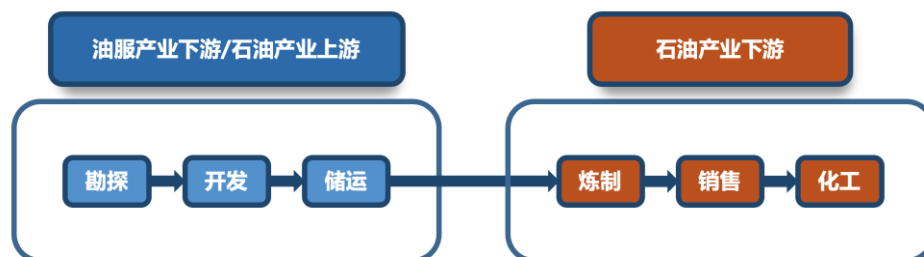 油服产业下游/石油产业上游
石油产业下游
勘探
开发
储运
炼制
销售
化工